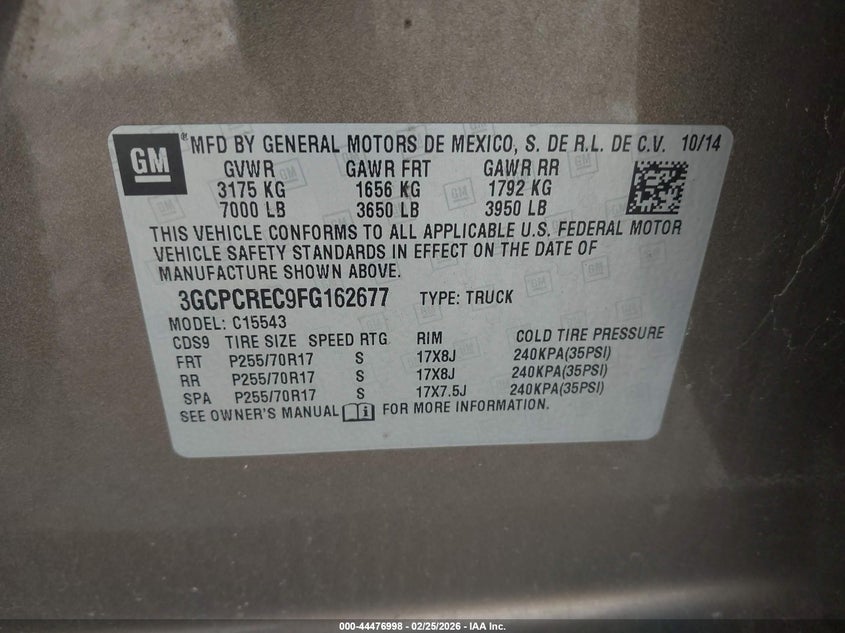 GM
® MFD BY GENERAL MOTORS DE MEXICO, S. DE R.L. DE C.V. 10/14
GVWR GAWR FRT GAWR RR
3175 KG 1656 KG 1792 KG
7000 LB 3650 LB 3950 LB
THIS VEHICLE CONFORMS TO ALL APPLICABLE U.S. FEDERAL MOTOR
VEHICLE SAFETY STANDARDS IN EFFECT ON THE DATE OF
MANUFACTURE SHOWN ABOVE.
3GCPCREC9FG162677 TYPE: TRUCK
MODEL: C15543
CDS9 TIRE SIZE SPEED RTG RIM COLD TIRE PRESSURE
FRT P255/70R17 S 17X8J 240KPA(35PSI)
RR P255/70R17 S 17X8J 240KPA(35PSI)
SPA P255/70R17 S 17X7.5J 240KPA(35PSI)
SEE OWNER'S MANUAL FOR MORE INFORMATION.
000-44476998 - 02/25/2026 - IAA Inc.